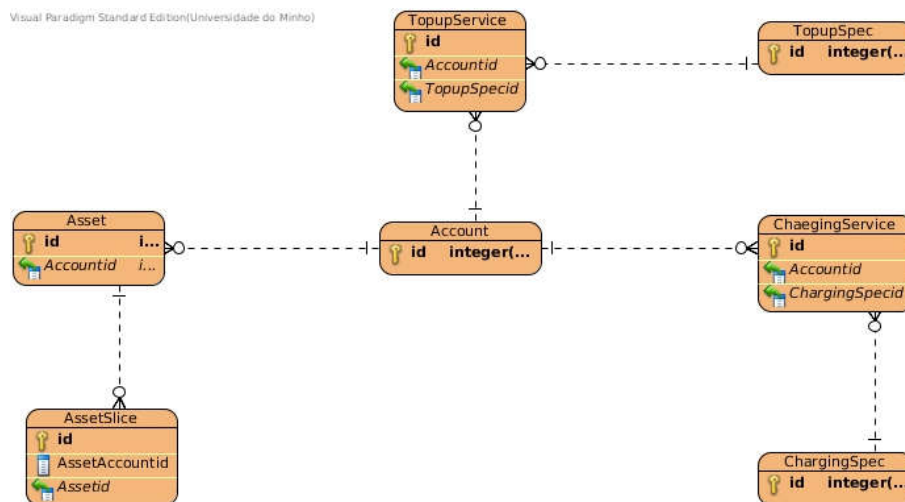 Visual Paradigm Standard Edition(Universidade do Minho)
TopupService
id
Accountid
TopupSpecid
TopupSpec
id integer(...
Asset
id i...
Accountid i...
Account
id integer(...
ChaegingService
id
Accountid
ChargingSpecid
AssetSlice
id
AssetAccountid
Assetid
ChargingSpec
id integer(...